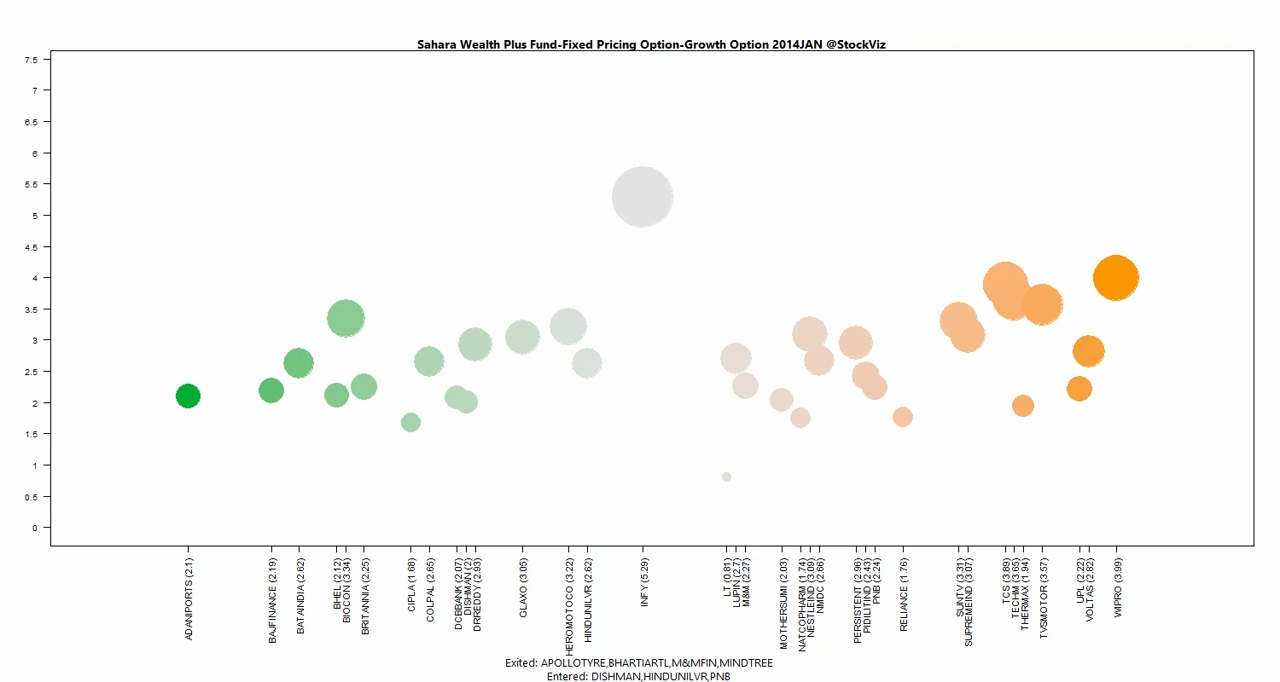 Sahara Wealth Plus Fund-Fixed Pricing Option-Growth Option 2014JAN @StockViz
7.5
7
6.5
6
5.5
5
4.5
4
3.5
3
2.5
2
1.5
1
0.5
0
ADANIPORTS (2.1)
BAJFINANCE (2.19)
BATAINDIA (2.62)
BHEL (2.12)
BIOCON (3.34)
BRITANNIA (2.25)
CIPLA (1.68)
COLPAL (2.65)
DCBBANK (2.07)
DISHMAN (2)
DRREDDY (2.93)
GLAXO (3.05)
HEROMOTOCO (3.22)
HINDUNILVR (2.62)
INFY (5.29)
LT (0.81)
LUPIN (2.7)
M&M (2.27)
MOTHERSUMI (2.03)
NATCOPHARM (1.74)
NESTLEIND (3.09)
NMDC (2.66)
PERSISTENT (2.96)
PIDILITIND (2.43)
PNB (2.24)
RELIANCE (1.76)
SUNTV (3.31)
SUPREMEIND (3.07)
TCS (3.89)
TECHM (3.65)
THERMAX (1.94)
TVSMOTOR (3.57)
UPL (2.22)
VOLTAS (2.82)
WIPRO (3.99)
Exited: APOLLOTYRE,BHARTIARTL,M&MFIN,MINDTREE
Entered: DISHMAN,HINDUNILVR,PNB